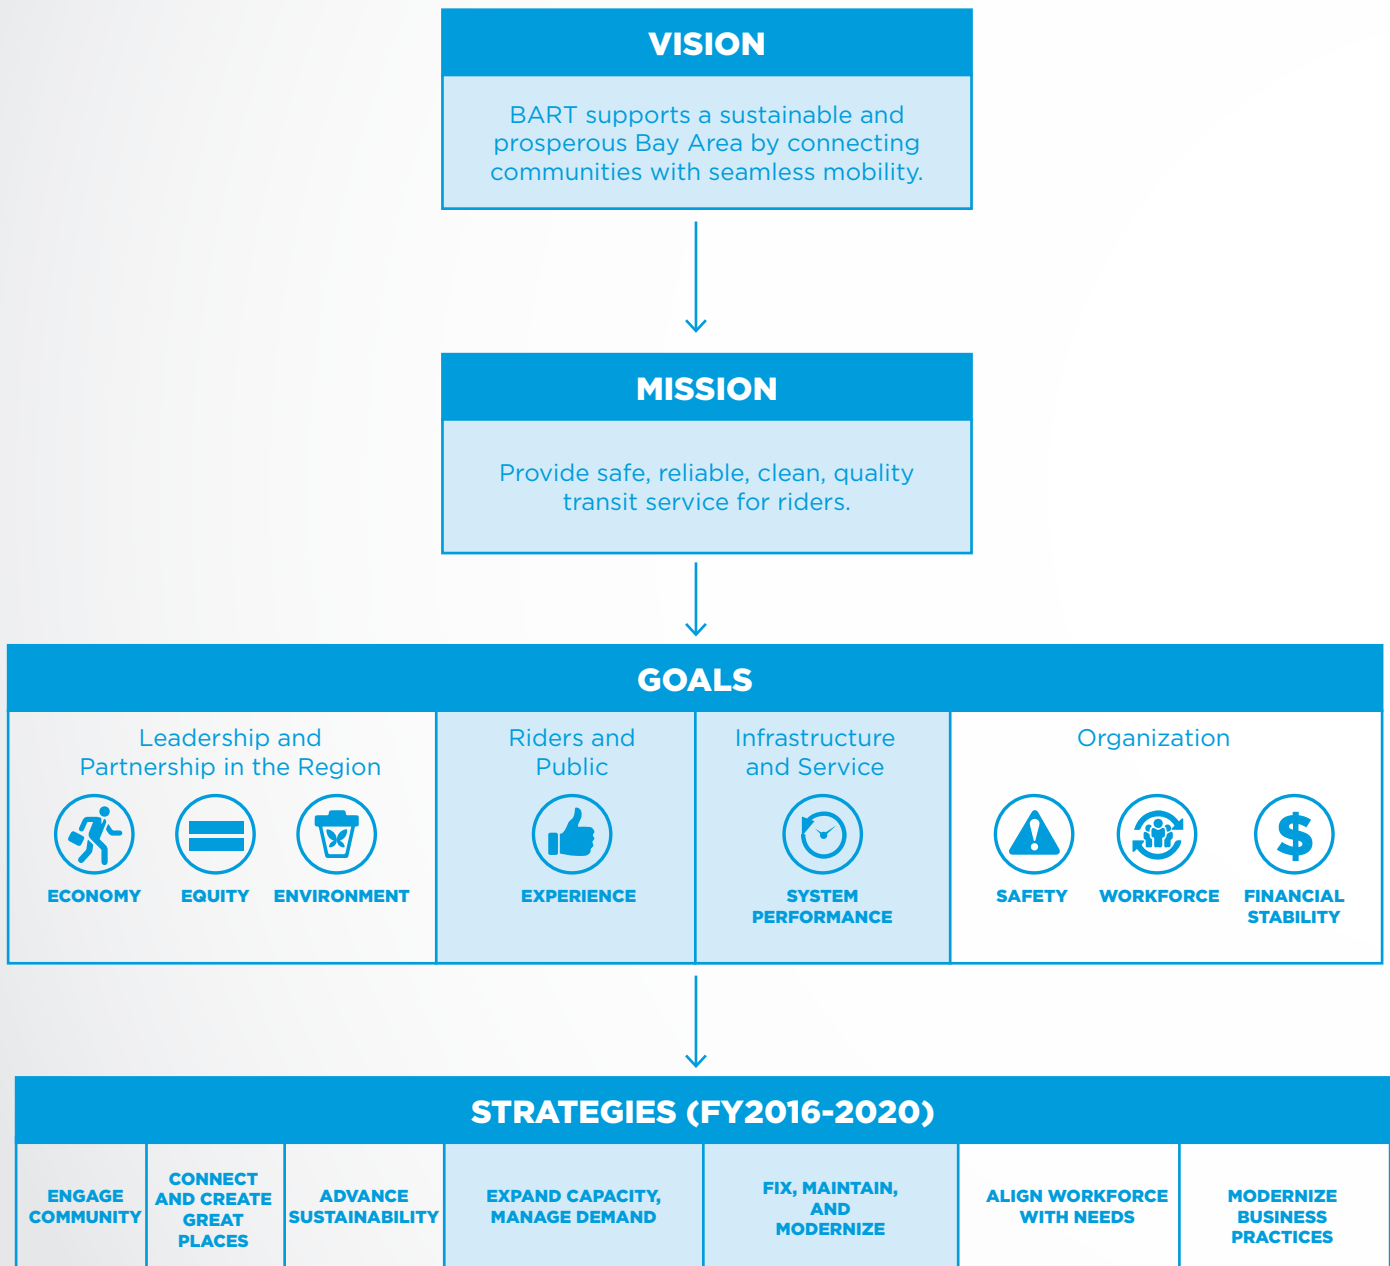 VISION
BART supports a sustainable and
prosperous Bay Area by connecting
communities with seamless mobility.
MISSION
Provide safe, reliable, clean, quality
transit service for riders.
GOALS
Leadership and
Partnership in the Region
ECONOMY
EQUITY
ENVIRONMENT
Riders and
Public
EXPERIENCE
Infrastructure
and Service
SYSTEM
PERFORMANCE
Organization
SAFETY
WORKFORCE
$
FINANCIAL
STABILITY
STRATEGIES (FY2016-2020)
ENGAGE
COMMUNITY
CONNECT
AND CREATE
GREAT
PLACES
ADVANCE
SUSTAINABILITY
EXPAND CAPACITY,
MANAGE DEMAND
FIX, MAINTAIN,
AND
MODERNIZE
ALIGN WORKFORCE
WITH NEEDS
MODERNIZE
BUSINESS
PRACTICES